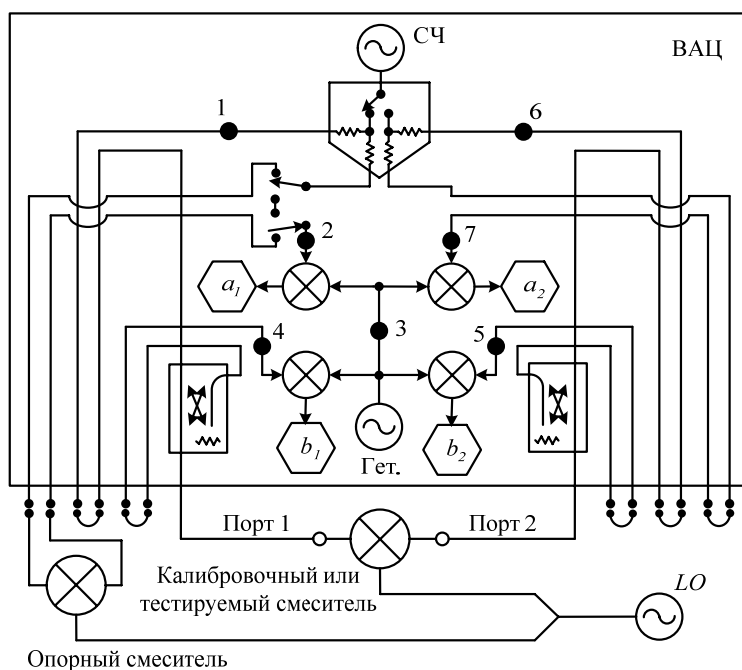 СЧ
ВАЦ
1
6
2
7
a1
a2
3
4
5
b1
b2
Гет.
Порт 1
Порт 2
Калибровочный или
тестируемый смеситель
LO
Опорный смеситель